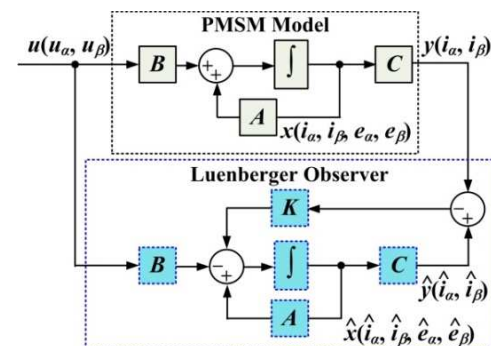 PMSM Model
u(uα, uβ)
B
+
+
∫
C
y(iα, iβ)
A
x(iα, iβ, eα, eβ)
Luenberger Observer
K
−
+
B
−
+
∫
C
ŷ(îα, îβ)
A
x̂(îα, îβ, êα, êβ)